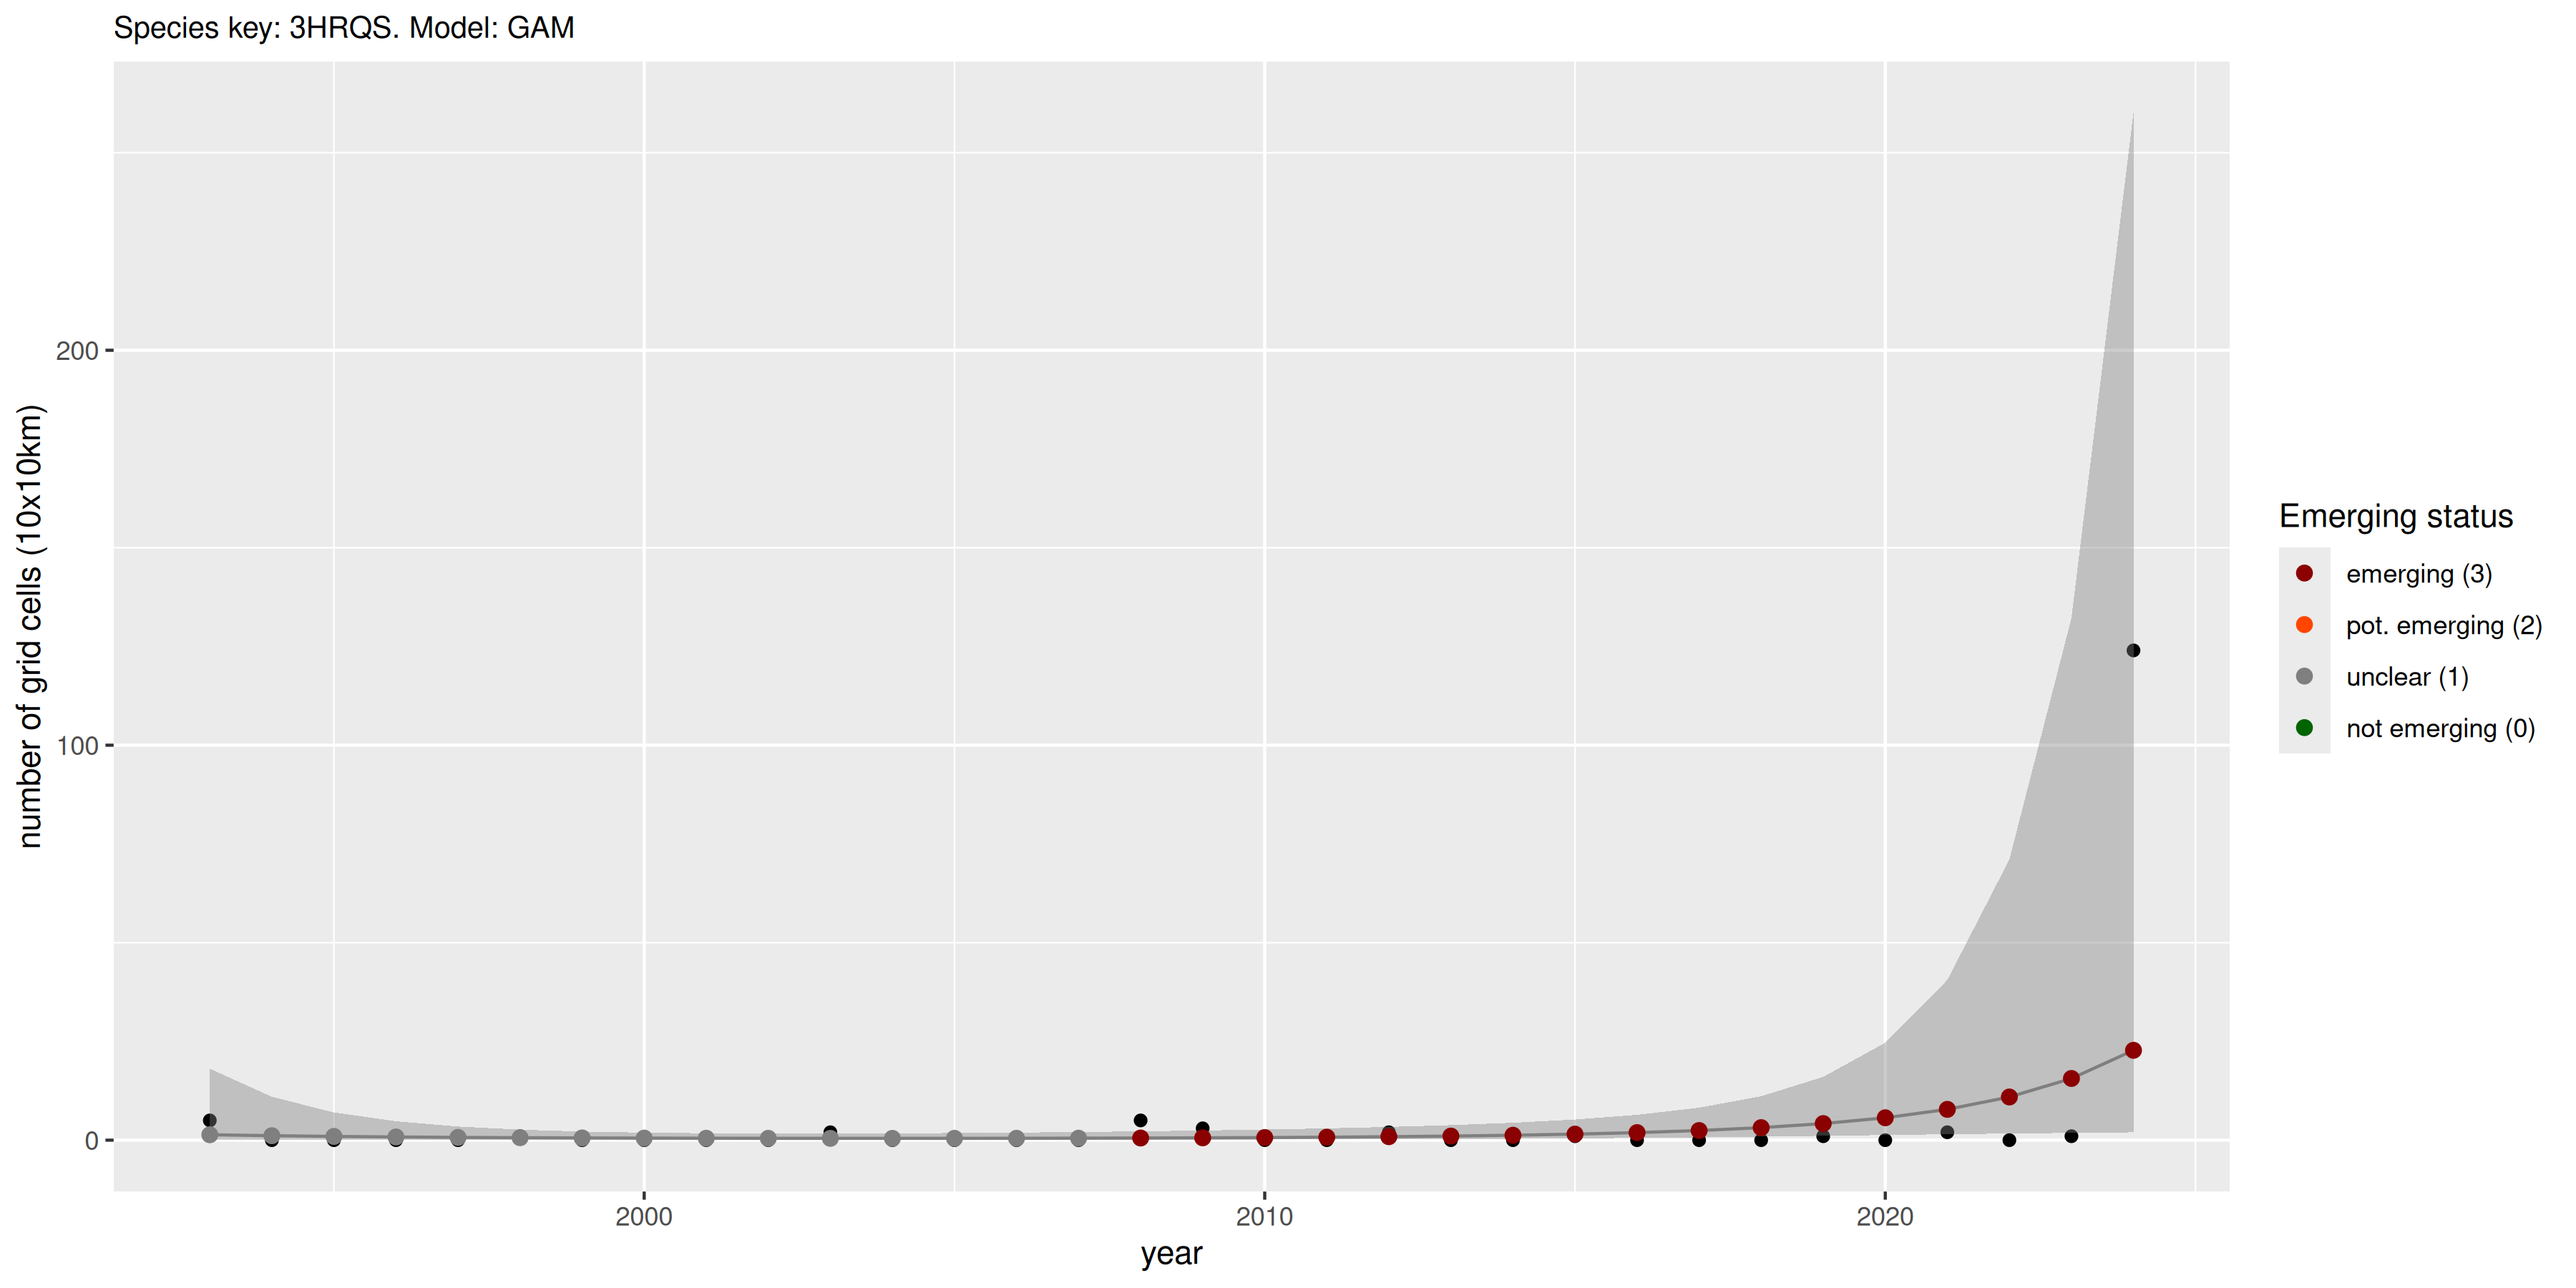 Species key: 3HRQS. Model: GAM
number of grid cells (10x10km)
200
100
0
2000
2010
2020
year
Emerging status
emerging (3)
pot. emerging (2)
unclear (1)
not emerging (0)